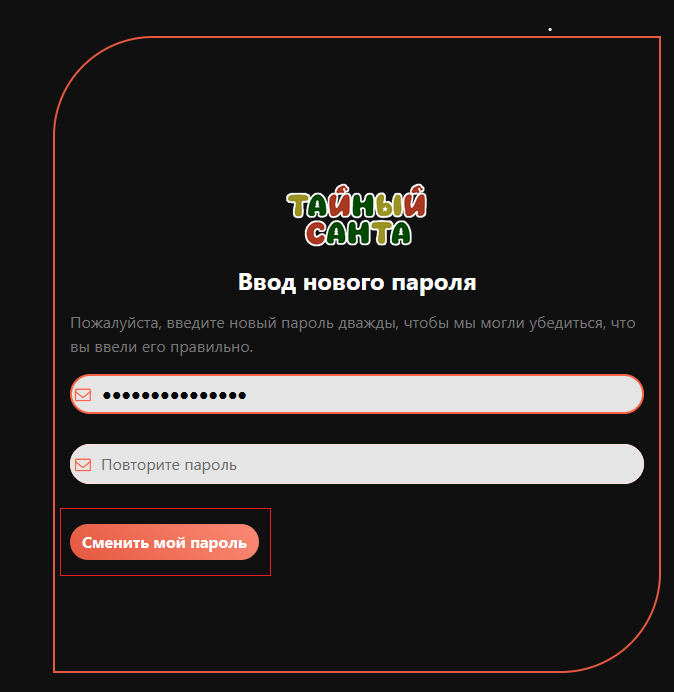 ТАЙНЫЙ
САНТА
Ввод нового пароля
Пожалуйста, введите новый пароль дважды, чтобы мы могли убедиться, что
вы ввели его правильно.
•••••••••••••••
Повторите пароль
Сменить мой пароль